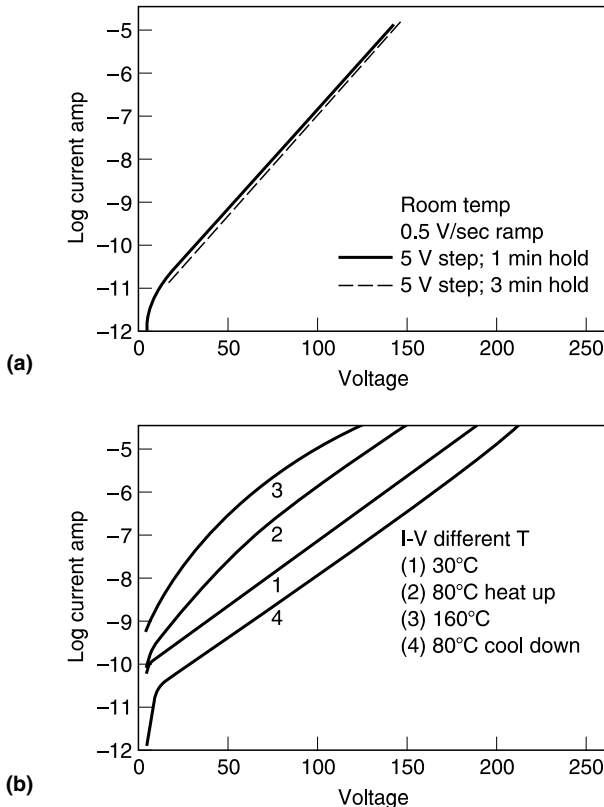 −5
−6
−7
−8
−9
−10
−11
−12
Log current amp
Room temp
0.5 V/sec ramp
5 V step; 1 min hold
5 V step; 3 min hold
0 50 100 150 200 250
Voltage
(a)
−5
−6
−7
−8
−9
−10
−11
−12
Log current amp
3
2
1
4
I-V different T
(1) 30°C
(2) 80°C heat up
(3) 160°C
(4) 80°C cool down
0 50 100 150 200 250
Voltage
(b)